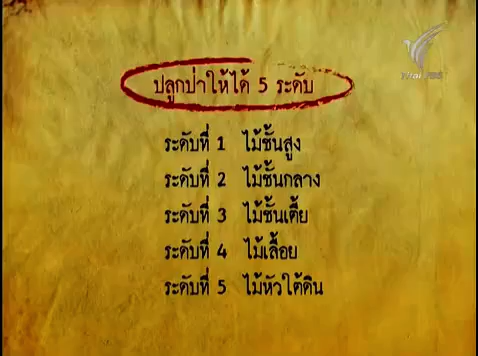 Thai PBS
ปลูกป่าให้ได้ 5 ระดับ
ระดับที่ 1 ไม้ชั้นสูง
ระดับที่ 2 ไม้ชั้นกลาง
ระดับที่ 3 ไม้ชั้นเตี้ย
ระดับที่ 4 ไม้เลื้อย
ระดับที่ 5 ไม้หัวใต้ดิน